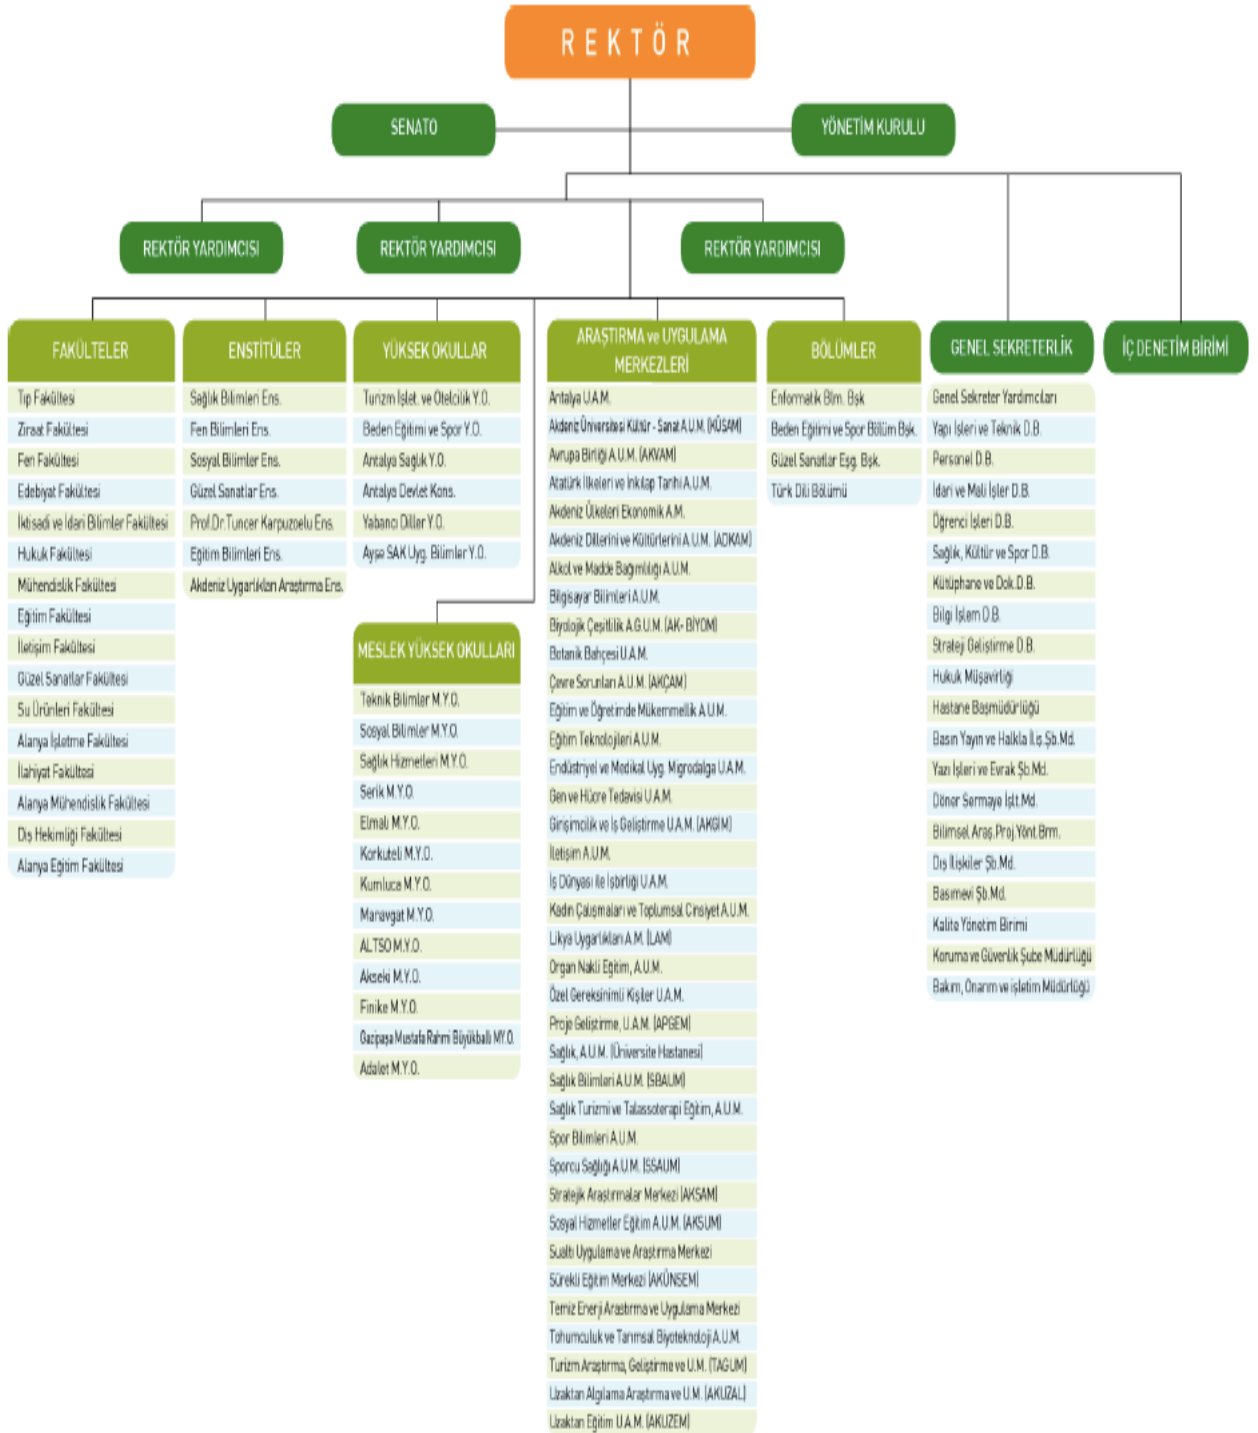 REKTÖR
SENATO
YÖNETİM KURULU
REKTÖR YARDIMCISI
REKTÖR YARDIMCISI
REKTÖR YARDIMCISI
FAKÜLTELER
Tıp Fakültesi
Ziraat Fakültesi
Fen Fakültesi
Edebiyat Fakültesi
İktisadi ve İdari Bilimler Fakültesi
Hukuk Fakültesi
Mühendislik Fakültesi
Eğitim Fakültesi
İletişim Fakültesi
Güzel Sanatlar Fakültesi
Su Ürünleri Fakültesi
Alanya İşletme Fakültesi
İlahiyat Fakültesi
Alanya Mühendislik Fakültesi
Diş Hekimliği Fakültesi
Alanya Eğitim Fakültesi
ENSTİTÜLER
Sağlık Bilimleri Ens.
Fen Bilimleri Ens.
Sosyal Bilimler Ens.
Güzel Sanatlar Ens.
Prof.Dr.Tuncer Karpuzoelu Ens.
Eğitim Bilimleri Ens.
Akdeniz Uygarlıkları Araştırma Ens.
YÜKSEK OKULLAR
Turizm İşlet. ve Otelcilik Y.O.
Beden Eğitimi ve Spor Y.O.
Antalya Sağlık Y.O.
Antalya Devlet Kons.
Yabancı Diller Y.O.
Ayşe SAK Uyg. Bilimler Y.O.
MESLEK YÜKSEK OKULLARI
Teknik Bilimler M.Y.O.
Sosyal Bilimler M.Y.O.
Sağlık Hizmetleri M.Y.O.
Serik M.Y.O.
Elmalı M.Y.O.
Korkuteli M.Y.O.
Kumluca M.Y.O.
Manavgat M.Y.O.
ALTSO M.Y.O.
Akseki M.Y.O.
Finike M.Y.O.
Gazipaşa Mustafa Rahmi Büyükballı MY.O.
Adalet M.Y.O.
ARAŞTIRMA ve UYGULAMA
MERKEZLERİ
Antalya U.A.M.
Akdeniz Üniversitesi Kültür - Sanat A.U.M. (KÜSAM)
Avrupa Birliği A.U.M. (AKVAM)
Atatürk İlkeleri ve İnkılap Tarihi A.U.M.
Akdeniz Ülkeleri Ekonomik A.M.
Akdeniz Dillerini ve Kültürlerini A.U.M. (ADKAM)
Alkol ve Madde Bağımlılığı A.U.M.
Bilgisayar Bilimleri A.U.M.
Biyolojik Çeşitlilik A.G.U.M. (AK- BİYOM)
Botanik Bahçesi U.A.M.
Çevre Sorunları A.U.M. (AKÇAM)
Eğitim ve Öğretimde Mükemmellik A.U.M.
Eğitim Teknolojileri A.U.M.
Endüstriyel ve Medikal Uyg. Migrodalga U.A.M.
Gen ve Hücre Tedavisi U.A.M.
Girişimcilik ve İş Geliştirme U.A.M. (AKGİM)
İletişim A.U.M.
İş Dünyası ile İşbirliği U.A.M.
Kadın Çalışmaları ve Toplumsal Cinsiyet A.U.M.
Likya Uygarlıkları A.M. (LAM)
Organ Nakli Eğitim, A.U.M.
Özel Gereksinimli Kişiler U.A.M.
Proje Geliştirme, U.A.M. (APGEM)
Sağlık, A.U.M. (Üniversite Hastanesi)
Sağlık Bilimleri A.U.M. (SBAUM)
Sağlık Turizmi ve Talassoterapi Eğitim, A.U.M.
Spor Bilimleri A.U.M.
Sporcu Sağlığı A.U.M. (SSAUM)
Stratejik Araştırmalar Merkezi (AKSAM)
Sosyal Hizmetler Eğitim A.U.M. (AKSUM)
Sualtı Uygulama ve Araştırma Merkezi
Sürekli Eğitim Merkezi (AKÜNSEM)
Temiz Enerji Araştırma ve Uygulama Merkezi
Tohumculuk ve Tarımsal Biyoteknoloji A.U.M.
Turizm Araştırma, Geliştirme ve U.M. (TAGUM)
Uzaktan Algılama Araştırma ve U.M. (AKUZAL)
Uzaktan Eğitim U.A.M. (AKUZEM)
BÖLÜMLER
Enformatik Blm. Bşk
Beden Eğitimi ve Spor Bölüm Bşk.
Güzel Sanatlar Eşg. Bşk.
Türk Dili Bölümü
GENEL SEKRETERLİK
Genel Sekreter Yardımcıları
Yapı İşleri ve Teknik D.B.
Personel D.B.
İdari ve Mali İşler D.B.
Öğrenci İşleri D.B.
Sağlık, Kültür ve Spor D.B.
Kütüphane ve Dok.D.B.
Bilgi İşlem D.B.
Strateji Geliştirme D.B.
Hukuk Müşavirliği
Hastane Başmüdürlüğü
Basın Yayın ve Halkla İliş.Şb.Md.
Yazı İşleri ve Evrak Şb.Md.
Döner Sermaye İşlt.Md.
Bilimsel Araş.Proj.Yönt.Brm.
Dış İlişkiler Şb.Md.
Basımevi Şb.Md.
Kalite Yönetim Birimi
Koruma ve Güvenlik Şube Müdürlüğü
Bakım, Onarım ve işletim Müdürlüğü
İÇ DENETİM BİRİMİ